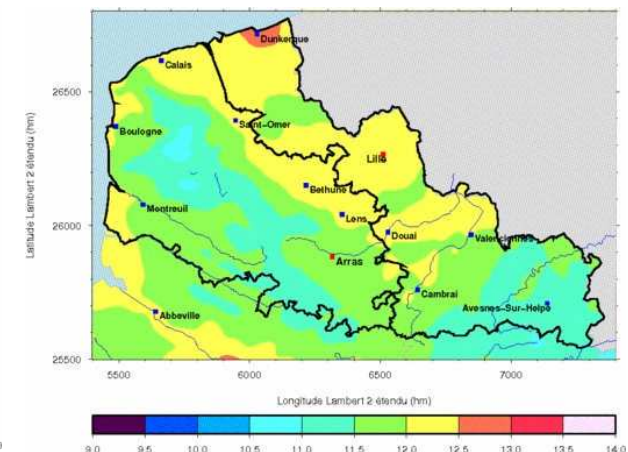 Dunkerque
Calais
26500
Saint-Omer
Boulogne
Lille
Bethune
Montreuil
Lens
26000
Douai
Valenciennes
Arras
Cambrai
Avesnes-Sur-Helpe
Abbeville
25500
5500 6000 6500 7000
Latitude Lambert 2 étendu (hm)
Longitude Lambert 2 étendu (hm)
9.0 9.5 10.0 10.5 11.0 11.5 12.0 12.5 13.0 13.5 14.0